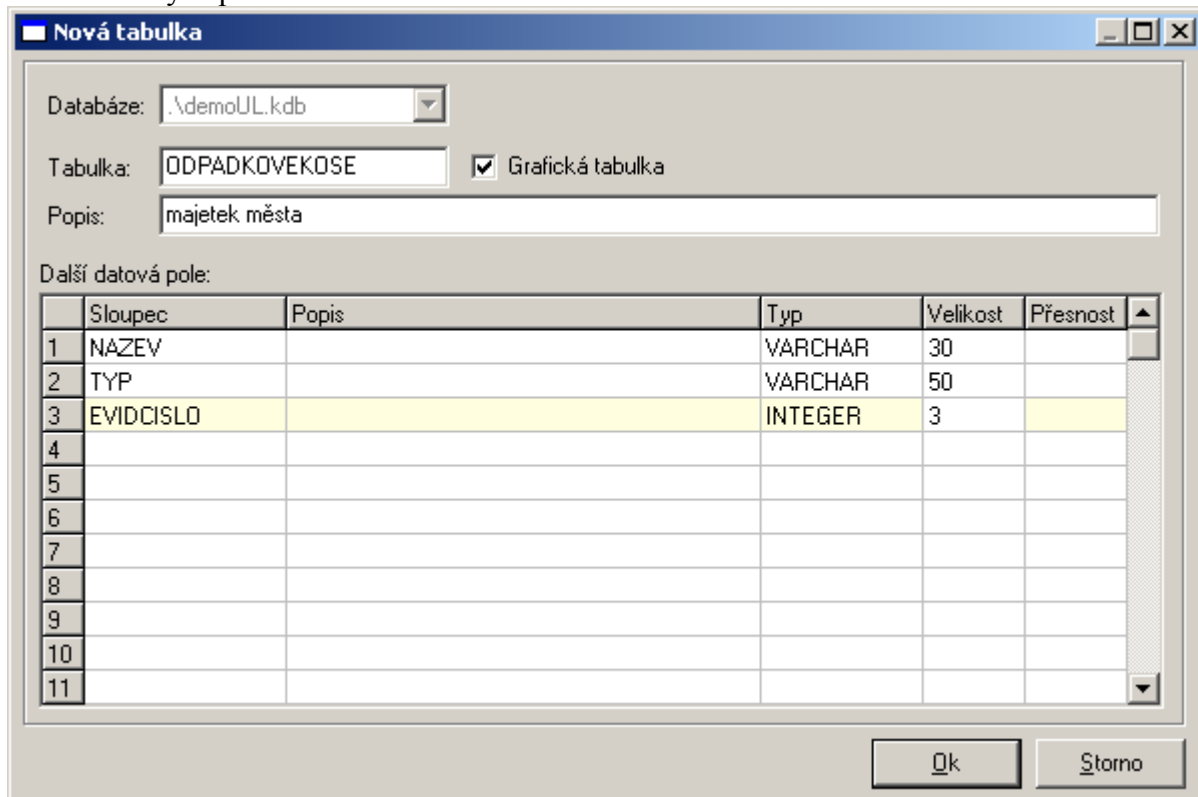 Nová tabulka
Databáze: .\demoUL.kdb
Tabulka: ODPADKOVEKOSE Grafická tabulka
Popis: majetek města
Další datová pole:
Sloupec Popis Typ Velikost Přesnost
1 NAZEV VARCHAR 30
2 TYP VARCHAR 50
3 EVIDCISLO INTEGER 3
4
5
6
7
8
9
10
11
Ok Storno